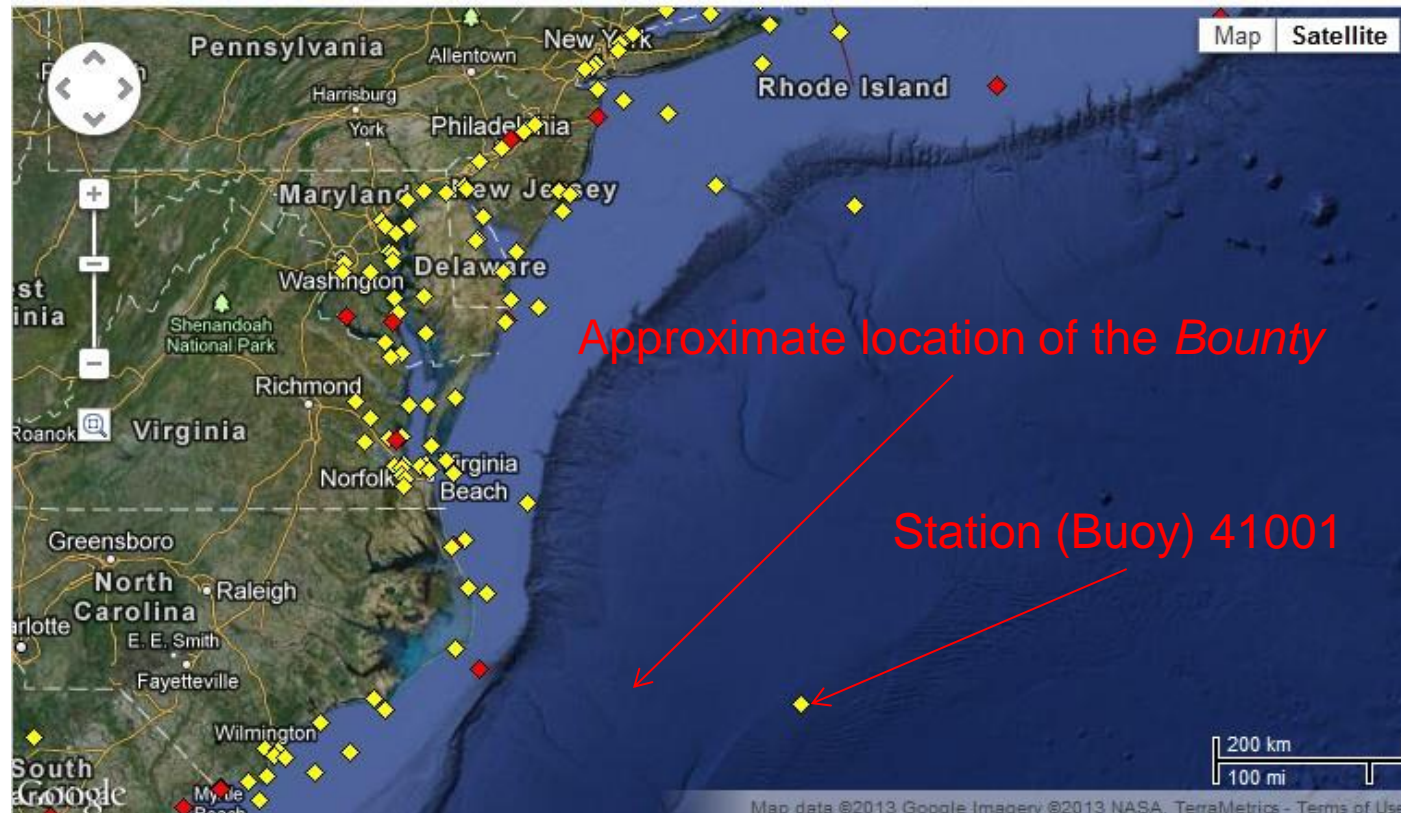 Map
Satellite
Pennsylvania
Allentown
New York
Harrisburg
Rhode Island
York
Philadelphia
Maryland
New Jersey
Washington
Delaware
Shenandoah
National Park
Approximate location of the Bounty
Richmond
Roanok
Virginia
Norfolk
Virginia
Beach
Station (Buoy) 41001
Greensboro
North
Carolina
Raleigh
arlotte
E. E. Smith
Fayetteville
Wilmington
200 km
100 mi
South
Google
Map data ©2013 Google Imagery ©2013 NASA, TerraMetrics - Terms of Use